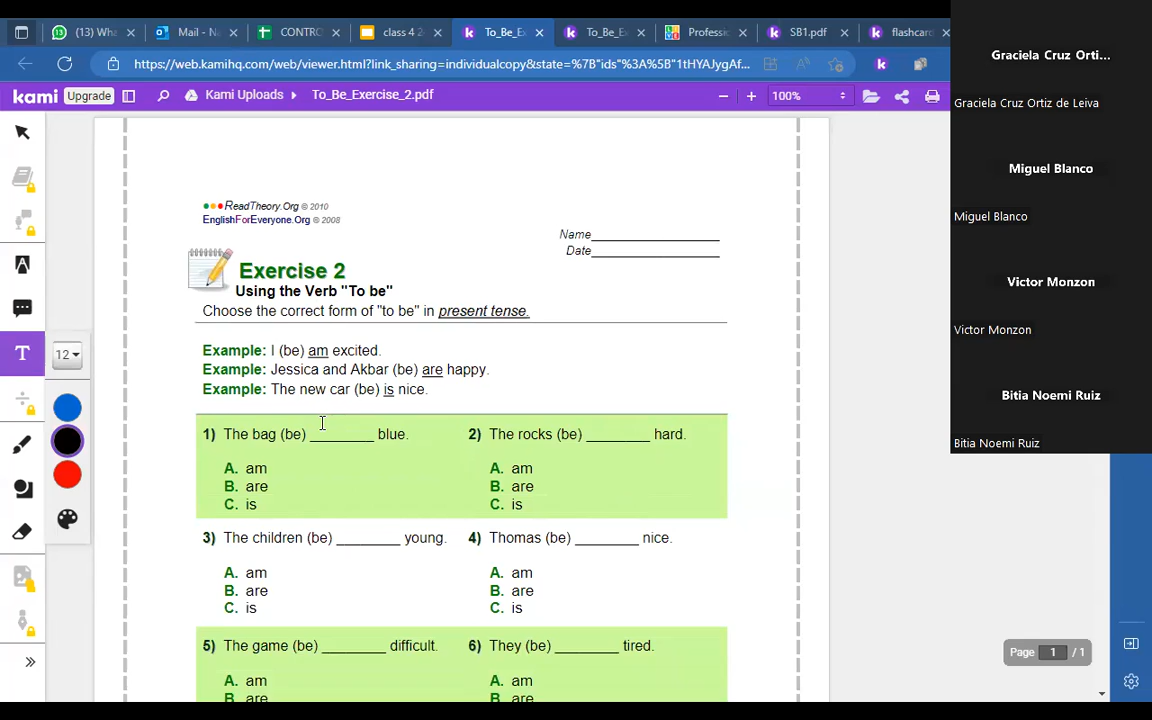 (13) Wha
Mail - N
CONTRO
class 4 2
To_Be_E
To_Be_E
Professio
SB1.pdf
flashcar
https://web.kamihq.com/web/viewer.html?link_sharing=individualcopy&state=%7B"ids"%3A%5B"1tHYAJygAf...
kami Upgrade Kami Uploads To_Be_Exercise_2.pdf 100%
Graciela Cruz Orti...
Graciela Cruz Ortiz de Leiva
Miguel Blanco
Miguel Blanco
Victor Monzon
Victor Monzon
Bitia Noemi Ruiz
Bitia Noemi Ruiz
T
12
ReadTheory.Org © 2010
EnglishForEveryone.Org © 2008
Name________________
Date________________
Exercise 2
Using the Verb "To be"
Choose the correct form of "to be" in present tense.
Example: I (be) am excited.
Example: Jessica and Akbar (be) are happy.
Example: The new car (be) is nice.
1) The bag (be) ________ blue.
A. am
B. are
C. is
2) The rocks (be) ________ hard.
A. am
B. are
C. is
3) The children (be) ________ young.
A. am
B. are
C. is
4) Thomas (be) ________ nice.
A. am
B. are
C. is
5) The game (be) ________ difficult.
A. am
B. are
6) They (be) ________ tired.
A. am
B. are
Page 1 / 1